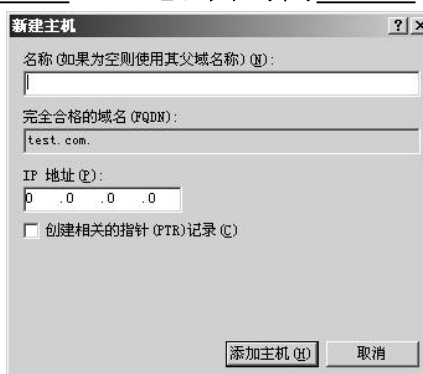 新建主机
名称(如果为空则使用其父域名称)(N):
完全合格的域名(FQDN):
test.com.
IP 地址(P):
0 .0 .0 .0
创建相关的指针(PTR)记录(C)
添加主机(H) 取消